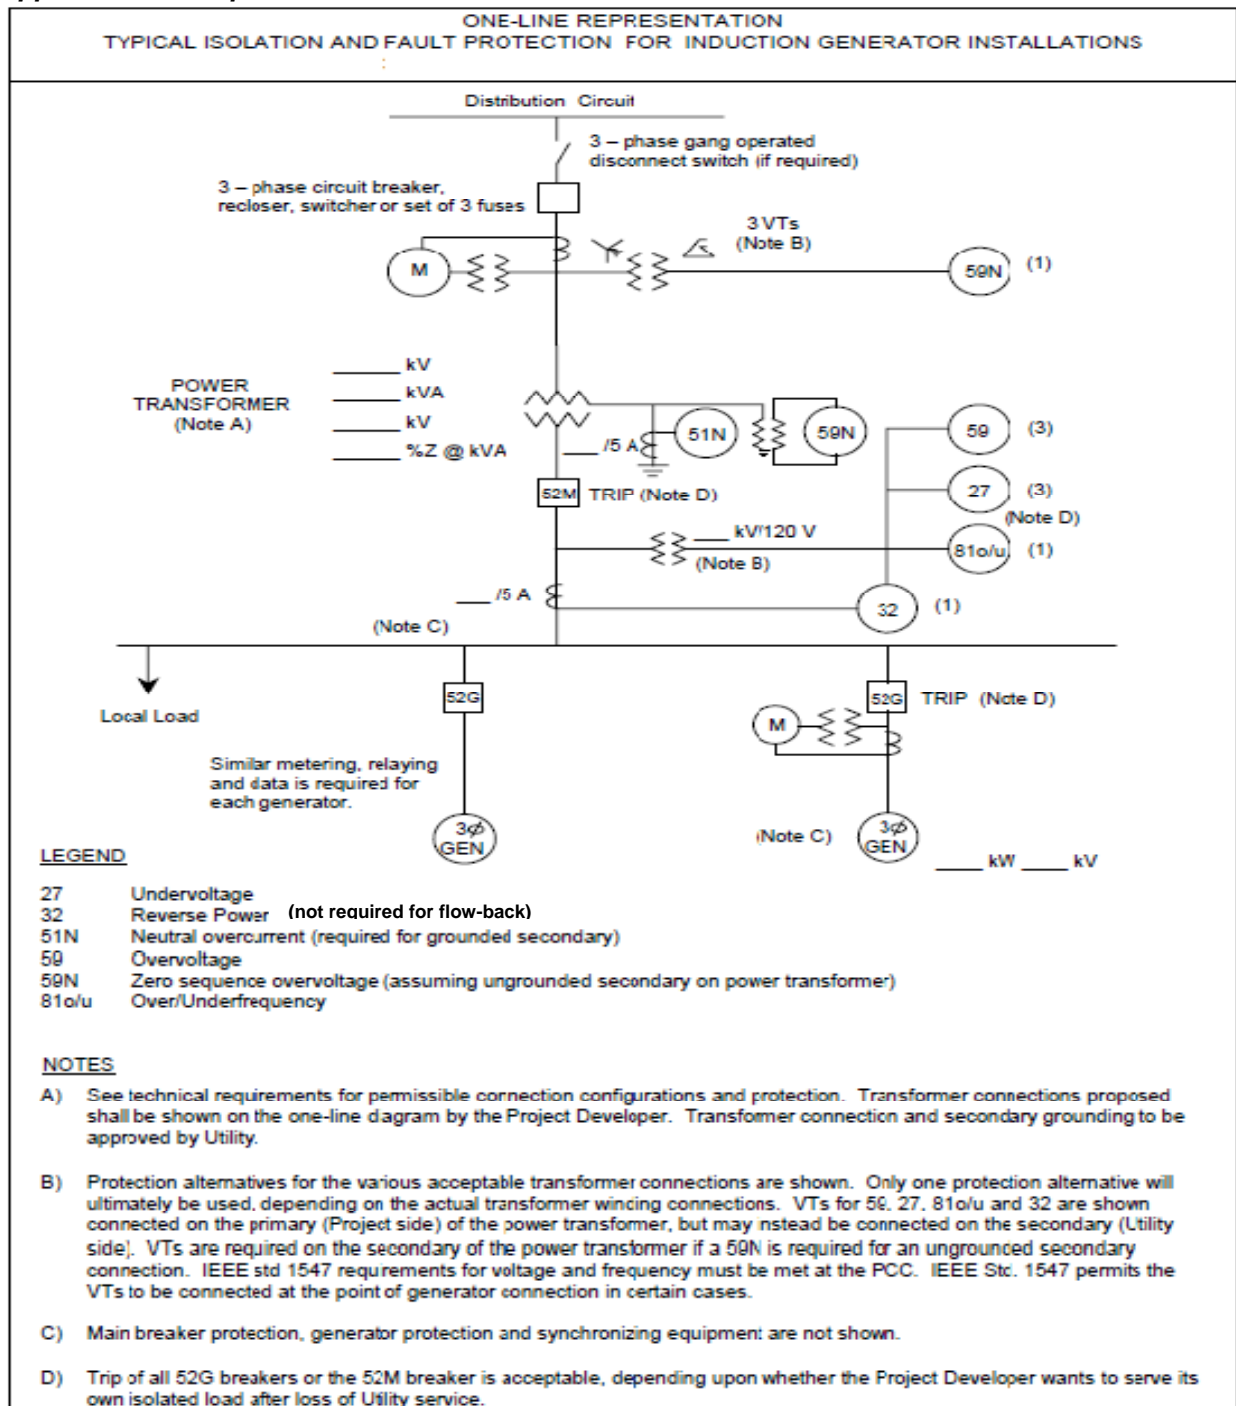 ONE-LINE REPRESENTATION
TYPICAL ISOLATION AND FAULT PROTECTION FOR INDUCTION GENERATOR INSTALLATIONS
Distribution Circuit
3 – phase gang operated
disconnect switch (if required)
3 – phase circuit breaker,
recloser, switcher or set of 3 fuses
3 VTs
(Note B)
M
59N
(1)
POWER
TRANSFORMER
(Note A)
____ kV
____ kVA
____ kV
____ %Z @ kVA
___ /5 A
51N
59N
59
(3)
27
(3)
(Note D)
52M
TRIP (Note D)
___ kV/120 V
(Note B)
81o/u
(1)
___ /5 A
32
(1)
(Note C)
Local Load
52G
52G
TRIP (Note D)
M
Similar metering, relaying
and data is required for
each generator.
3ϕ
GEN
(Note C)
3ϕ
GEN
____ kW ____ kV
LEGEND
27 Undervoltage
32 Reverse Power (not required for flow-back)
51N Neutral overcurrent (required for grounded secondary)
59 Overvoltage
59N Zero sequence overvoltage (assuming ungrounded secondary on power transformer)
81o/u Over/Underfrequency
NOTES
A) See technical requirements for permissible connection configurations and protection. Transformer connections proposed
shall be shown on the one-line diagram by the Project Developer. Transformer connection and secondary grounding to be
approved by Utility.
B) Protection alternatives for the various acceptable transformer connections are shown. Only one protection alternative will
ultimately be used, depending on the actual transformer wincing connections. VTs for 59, 27, 81o/u and 32 are shown
connected on the primary (Project side) of the power transformer, but may nstead be connected on the secondary (Utility
side). VTs are required on the secondary of the power transformer if a 59N is required for an ungrounded secondary
connection. IEEE std 1547 requirements for voltage and frequency must be met at the PCC. IEEE Std. 1547 permits the
VTs to be connected at the point of generator connection in certain cases.
C) Main breaker protection, generator protection and synchronizing equipment are not shown.
D) Trip of all 52G breakers or the 52M breaker is acceptable, depending upon whether the Project Developer wants to serve its
own isolated load after loss of Utility service.